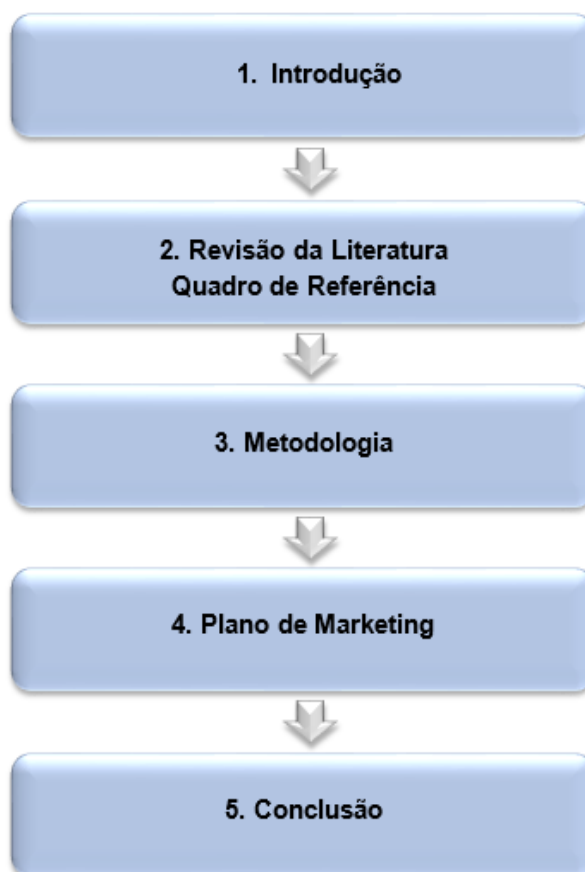 1. Introdução
2. Revisão da Literatura
Quadro de Referência
3. Metodologia
4. Plano de Marketing
5. Conclusão